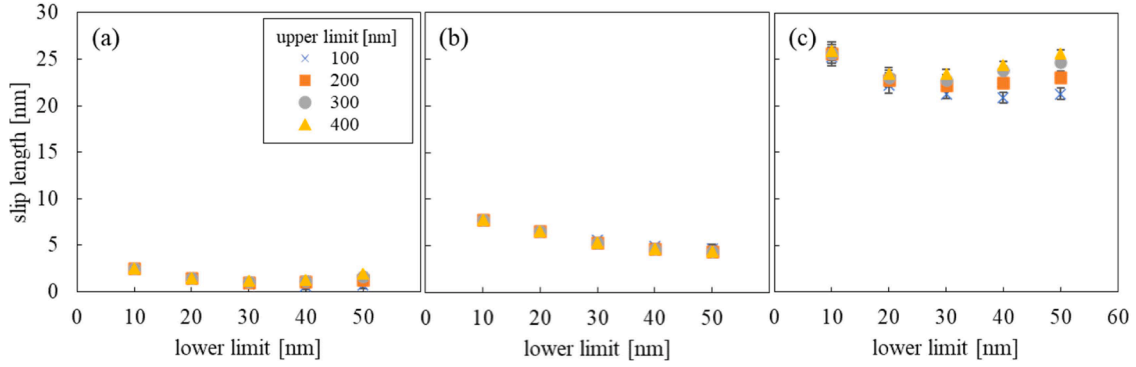 30
25
20
15
10
5
0
slip length [nm]
(a)
upper limit [nm]
100
200
300
400
(b)
(c)
0 10 20 30 40 50
0 10 20 30 40 50
0 10 20 30 40 50 60
lower limit [nm]
lower limit [nm]
lower limit [nm]